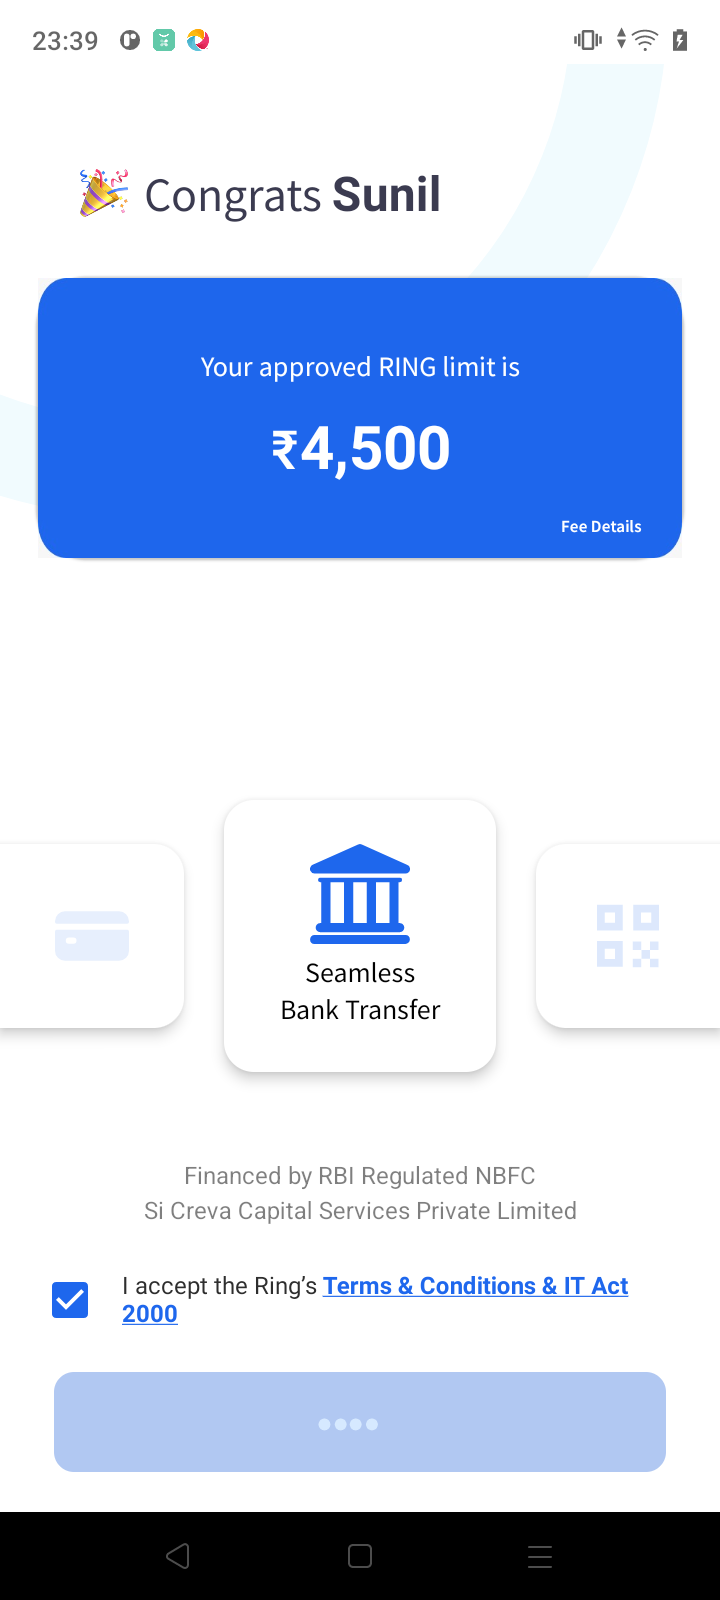 23:39
Congrats Sunil
Your approved RING limit is
₹4,500
Fee Details
Seamless
Bank Transfer
Financed by RBI Regulated NBFC
Si Creva Capital Services Private Limited
I accept the Ring’s Terms & Conditions & IT Act
2000